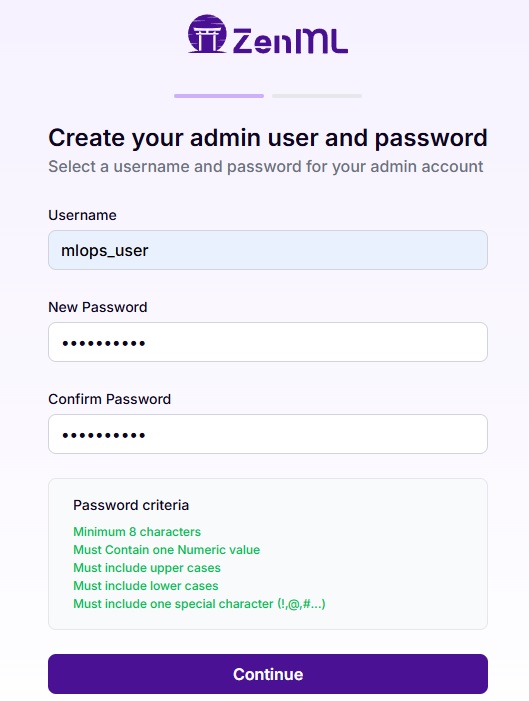 ZenML
Create your admin user and password
Select a username and password for your admin account
Username
mlops_user
New Password
••••••••••
Confirm Password
••••••••••
Password criteria
Minimum 8 characters
Must Contain one Numeric value
Must include upper cases
Must include lower cases
Must include one special character (!,@,#...)
Continue